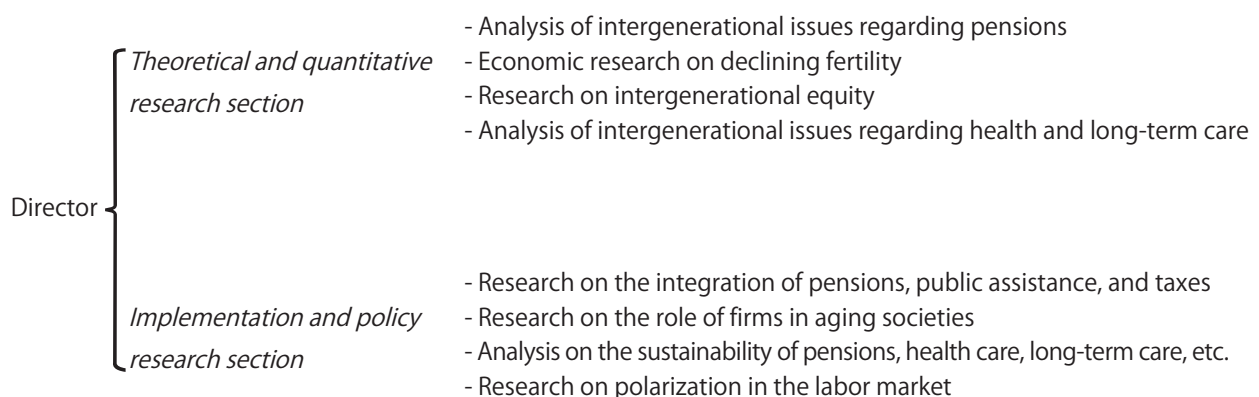 - Analysis of intergenerational issues regarding pensions
Theoretical and quantitative
research section
- Economic research on declining fertility
- Research on intergenerational equity
- Analysis of intergenerational issues regarding health and long-term care
Director
- Research on the integration of pensions, public assistance, and taxes
Implementation and policy
research section
- Research on the role of firms in aging societies
- Analysis on the sustainability of pensions, health care, long-term care, etc.
- Research on polarization in the labor market